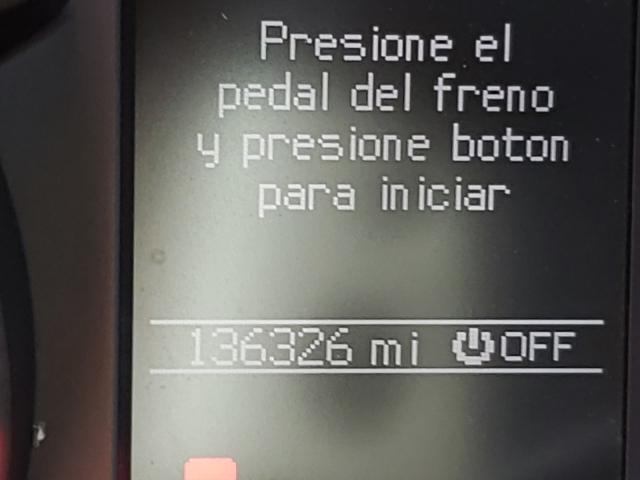 Presione el
pedal del freno
y presione boton
para iniciar
136326 mi OFF